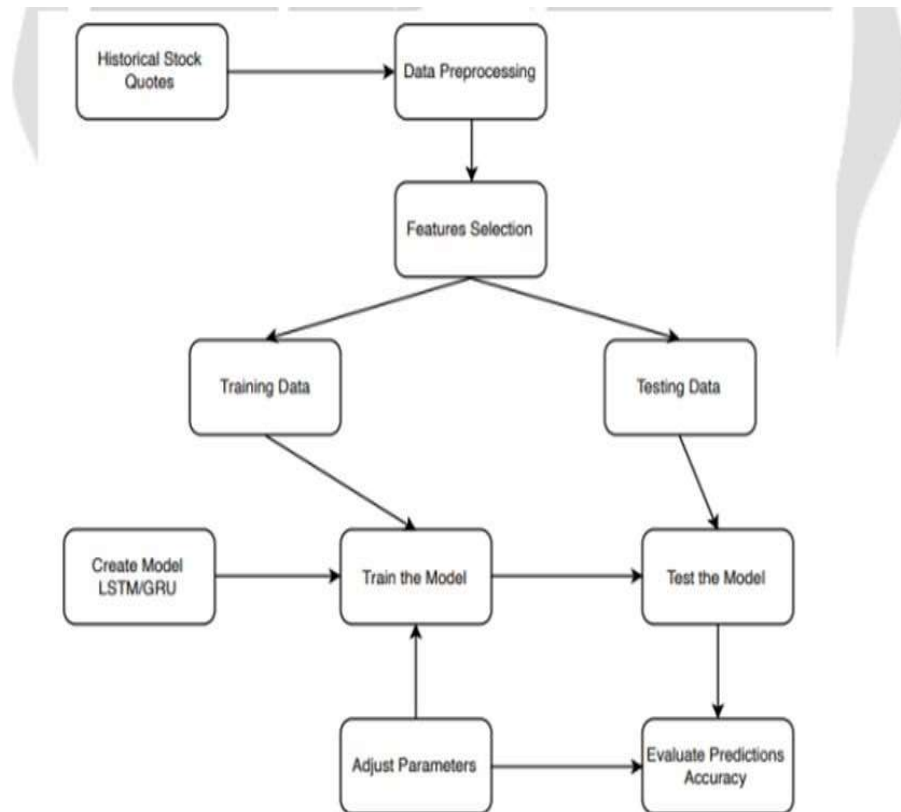 Historical Stock
Quotes
Data Preprocessing
Features Selection
Training Data
Testing Data
Create Model
LSTM/GRU
Train the Model
Test the Model
Adjust Parameters
Evaluate Predictions
Accuracy